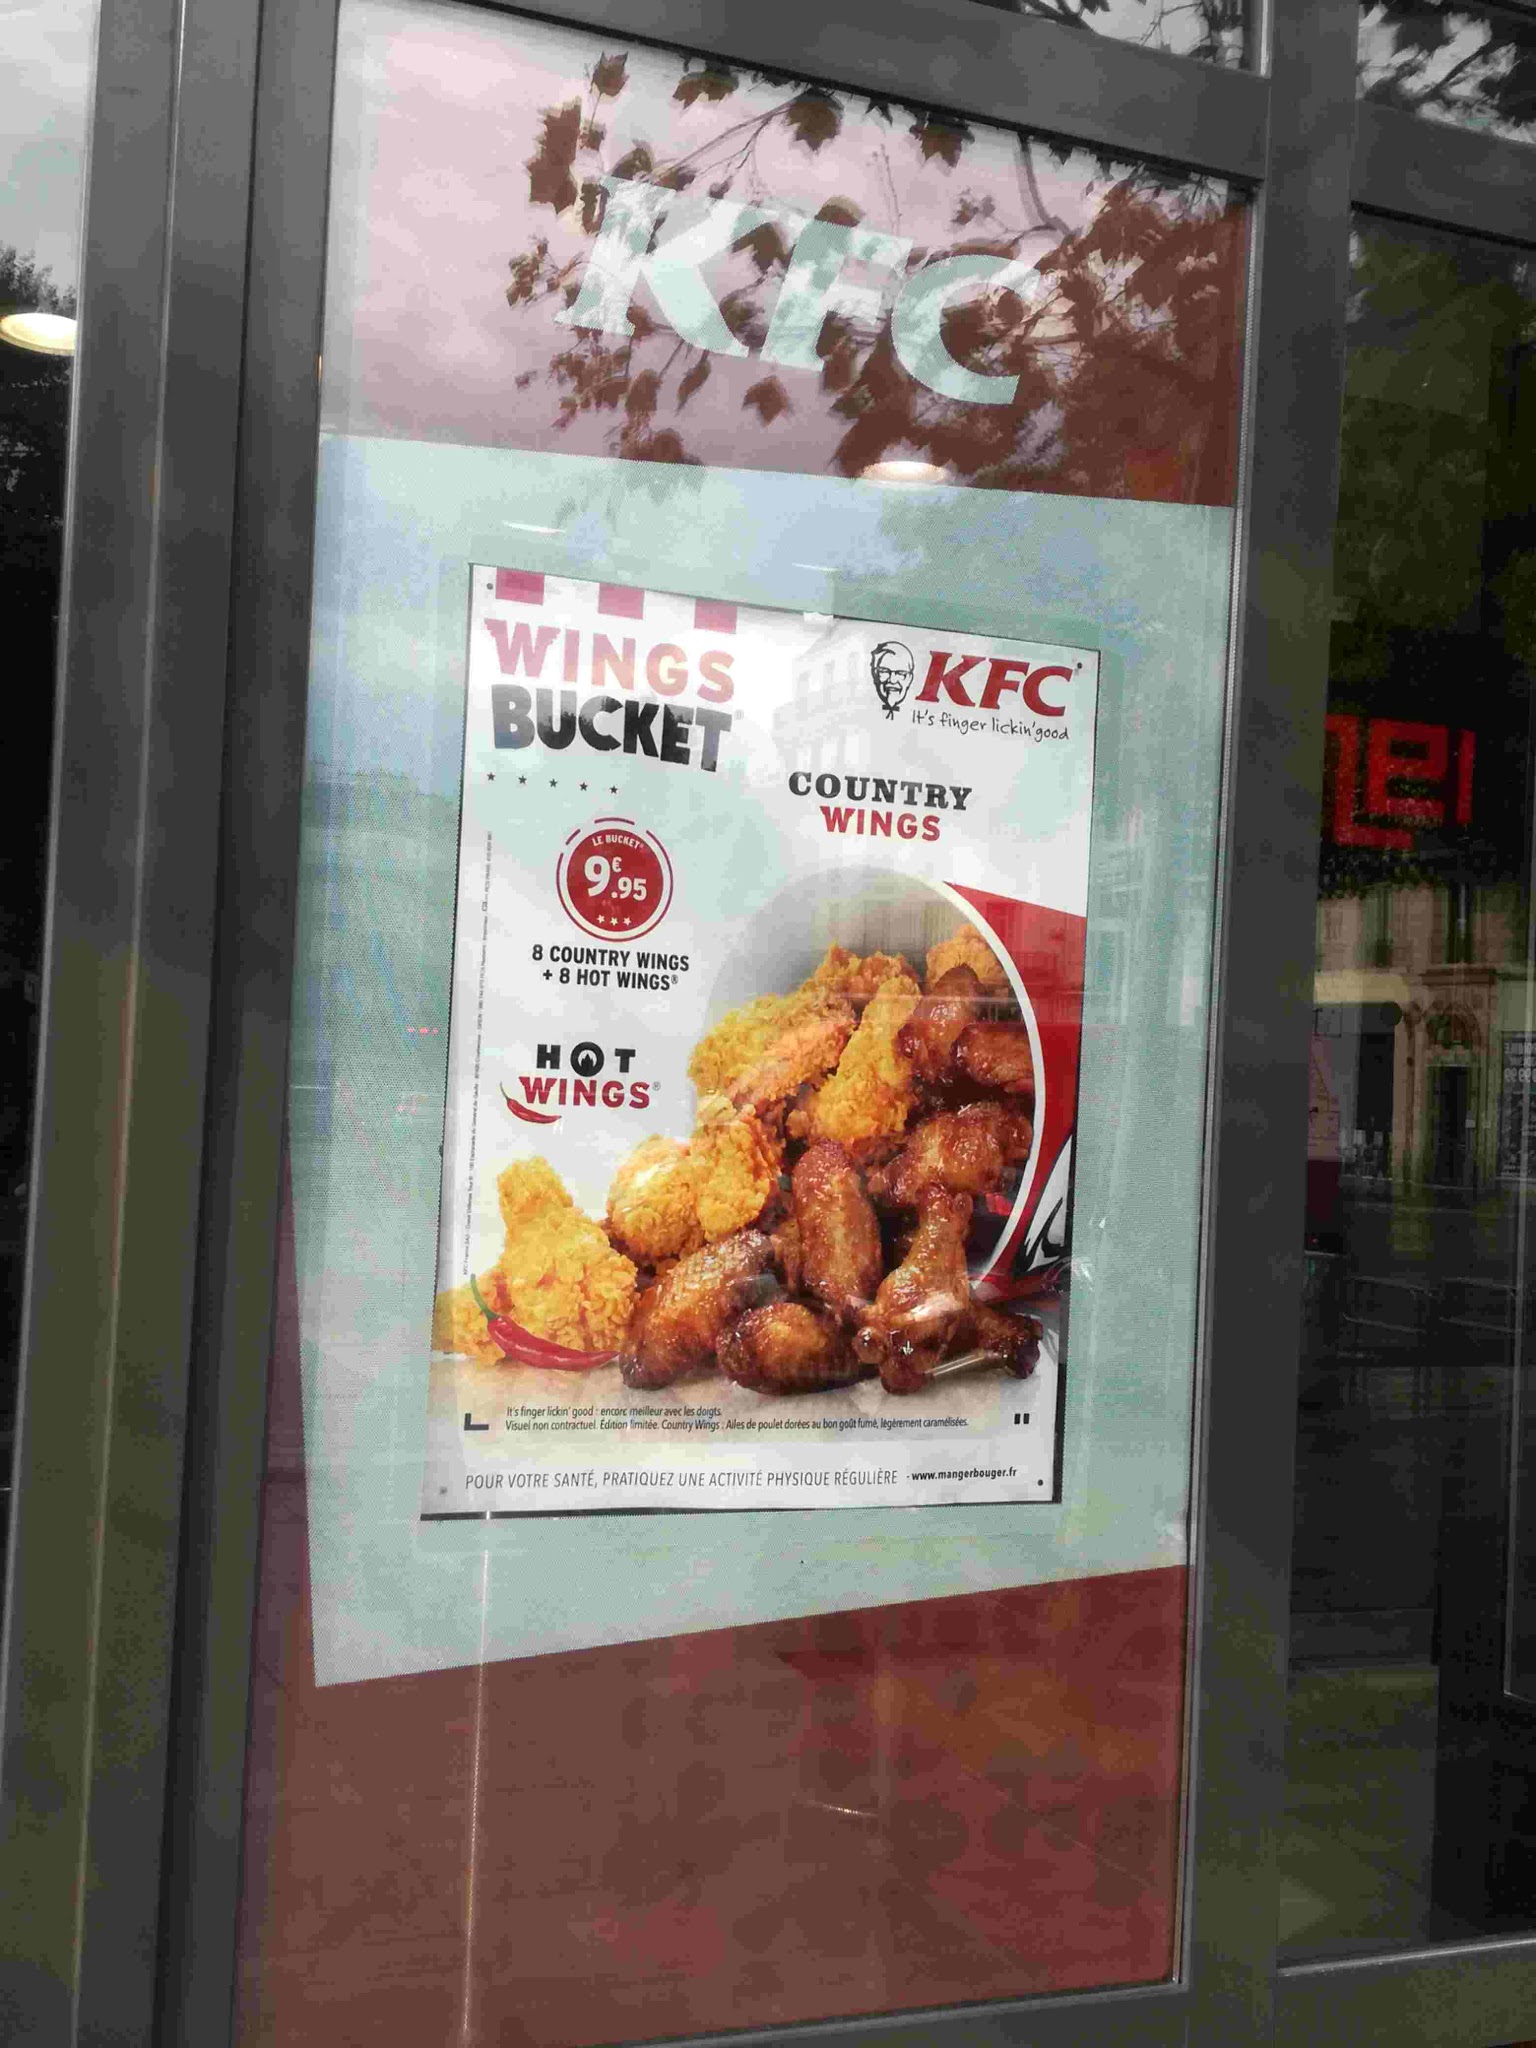 KFC
WINGS
BUCKET
KFC
It's finger lickin' good
COUNTRY
WINGS
LE BUCKET
9€.95
8 COUNTRY WINGS
+ 8 HOT WINGS®
HOT
WINGS®
It's finger lickin' good : encore meilleur avec les doigts.
Visuel non contractuel. Édition limitée. Country Wings : Ailes de poulet dorées au bon goût fumé, légèrement caramélisées.
POUR VOTRE SANTÉ, PRATIQUEZ UNE ACTIVITÉ PHYSIQUE RÉGULIÈRE - www.mangerbouger.fr